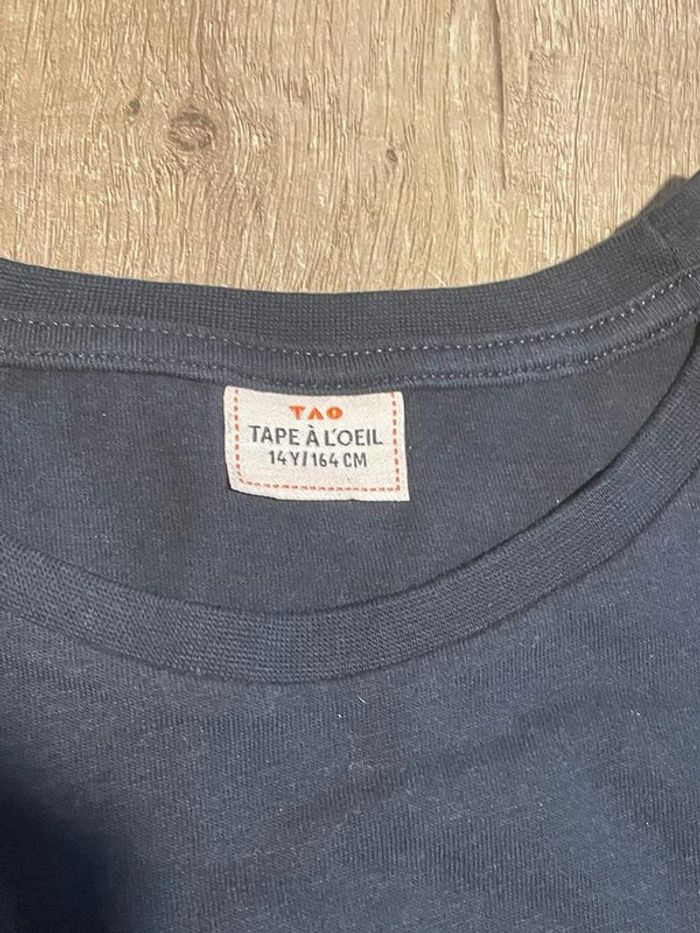 TAO
TAPE À L'OEIL
14Y/164 CM